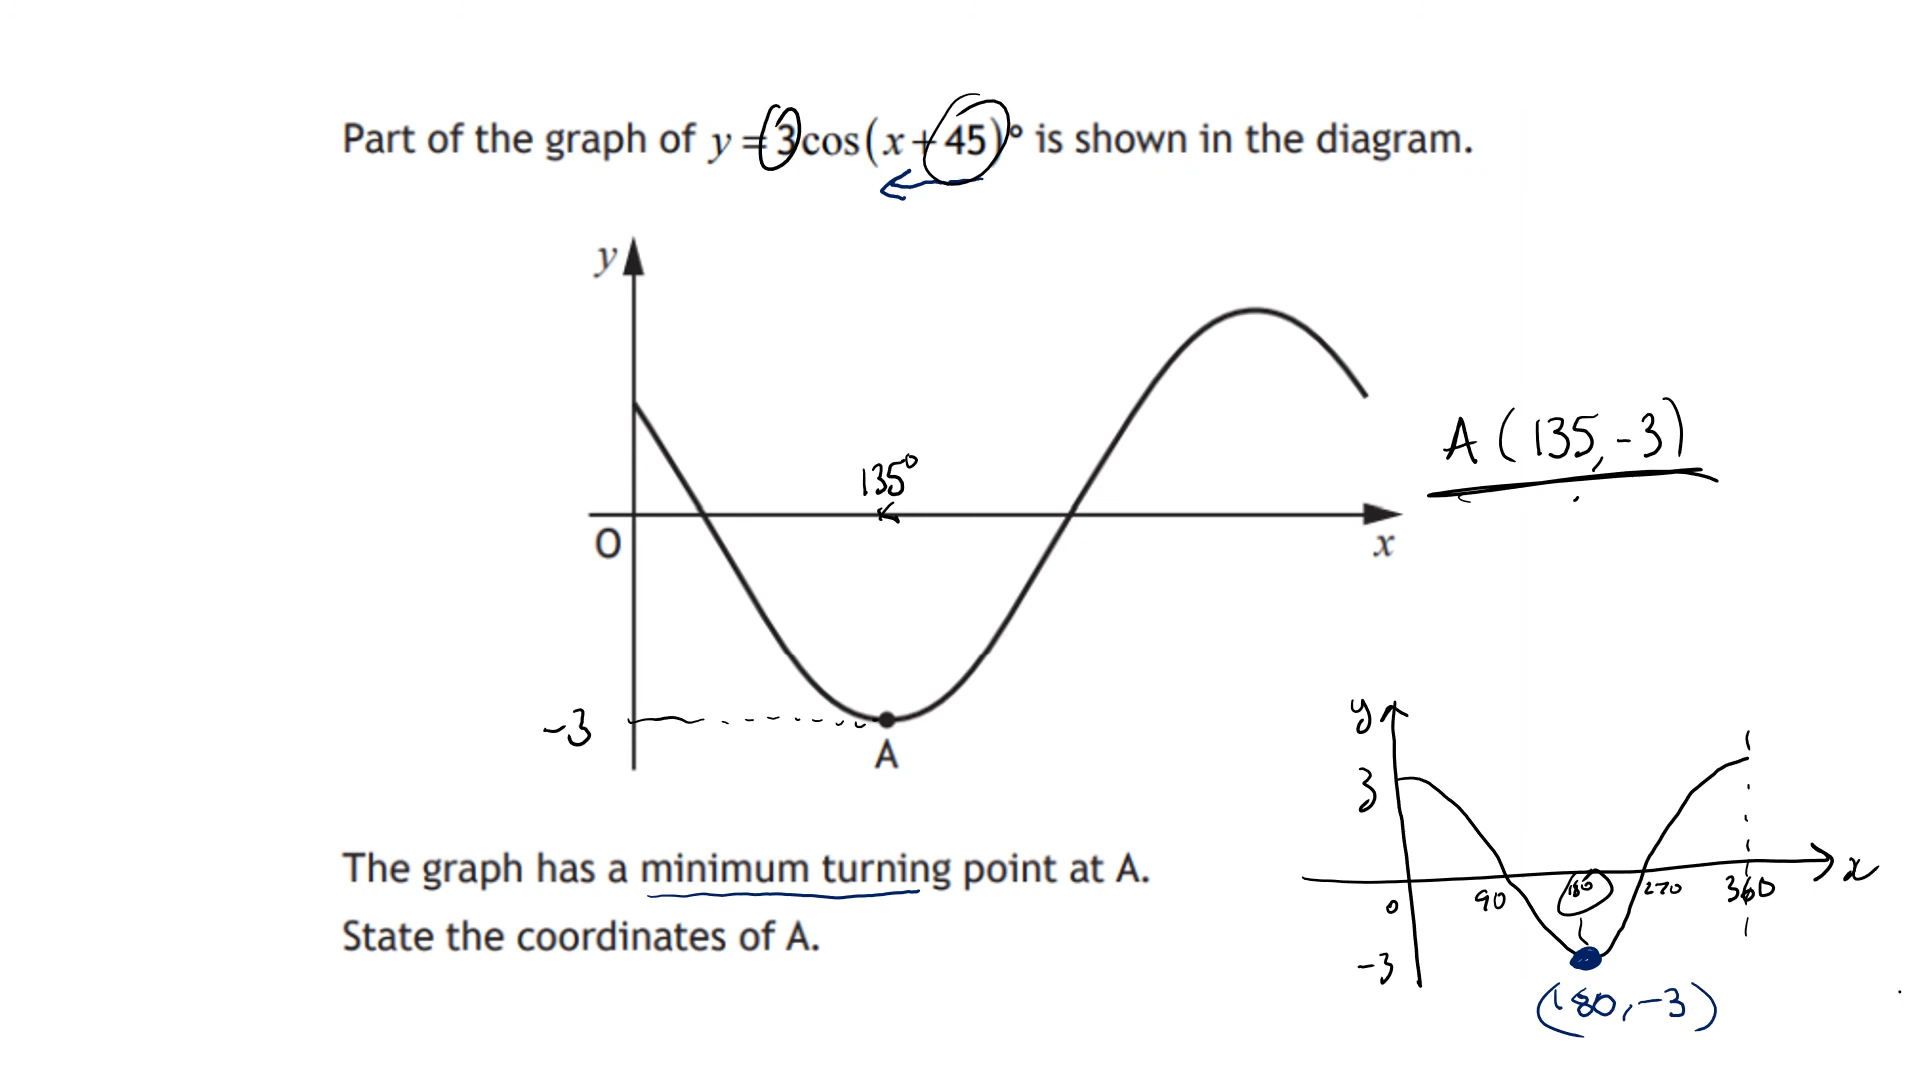 Part of the graph of y = 3cos(x + 45)° is shown in the diagram.
y
135°
A (135, -3)
O
x
-3
A
y
3
The graph has a minimum turning point at A.
x
0 90 180 270 360
State the coordinates of A.
-3
(180, -3)